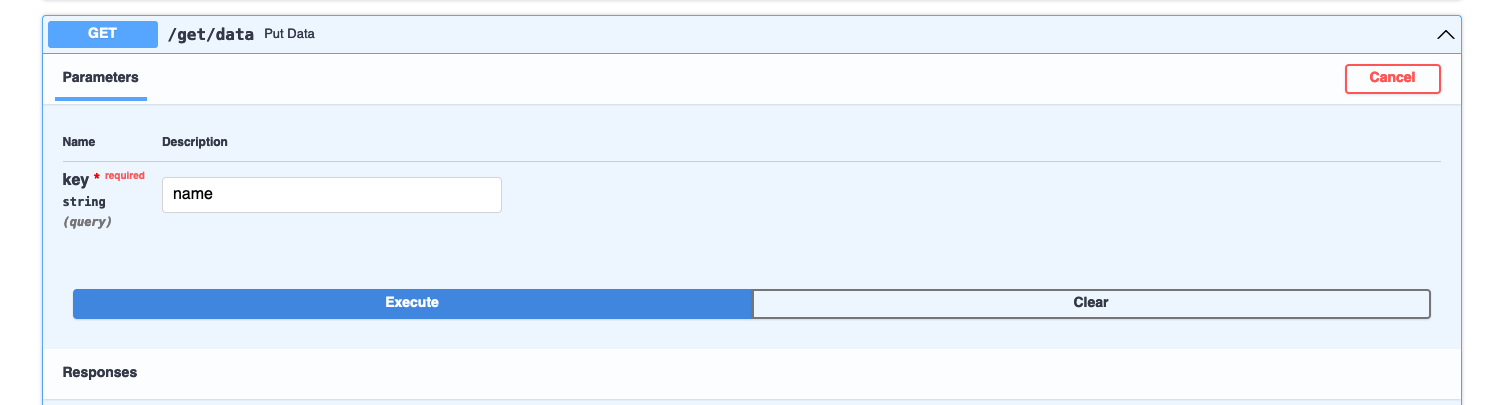 GET /get/data Put Data
Parameters
Cancel
Name Description
key * required
name
string
(query)
Execute Clear
Responses